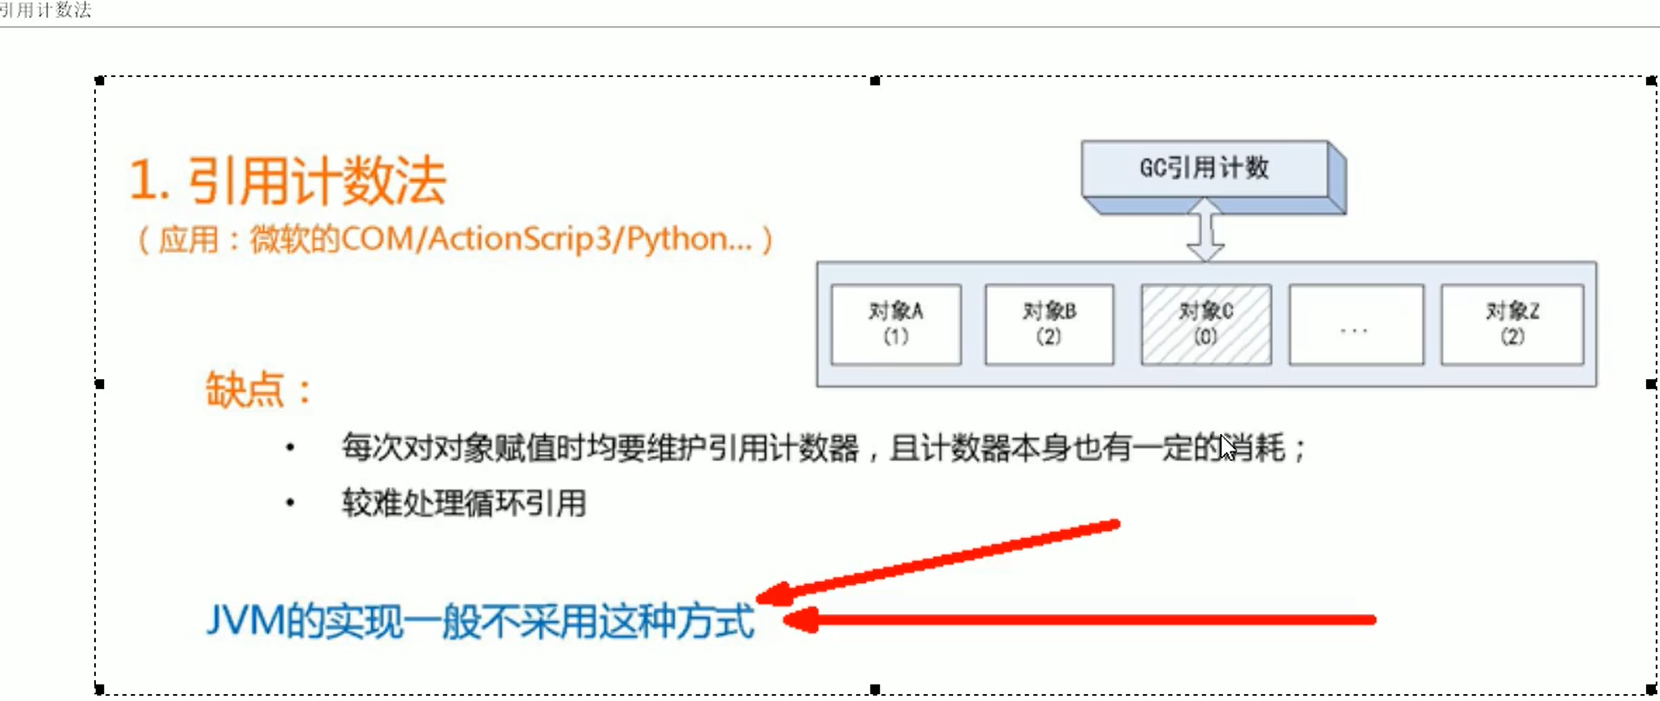 引用计数法
1. 引用计数法
（应用：微软的COM/ActionScrip3/Python...）
GC引用计数
对象A
(1)
对象B
(2)
对象C
(0)
...
对象Z
(2)
缺点：
• 每次对对象赋值时均要维护引用计数器，且计数器本身也有一定的消耗；
• 较难处理循环引用
JVM的实现一般不采用这种方式